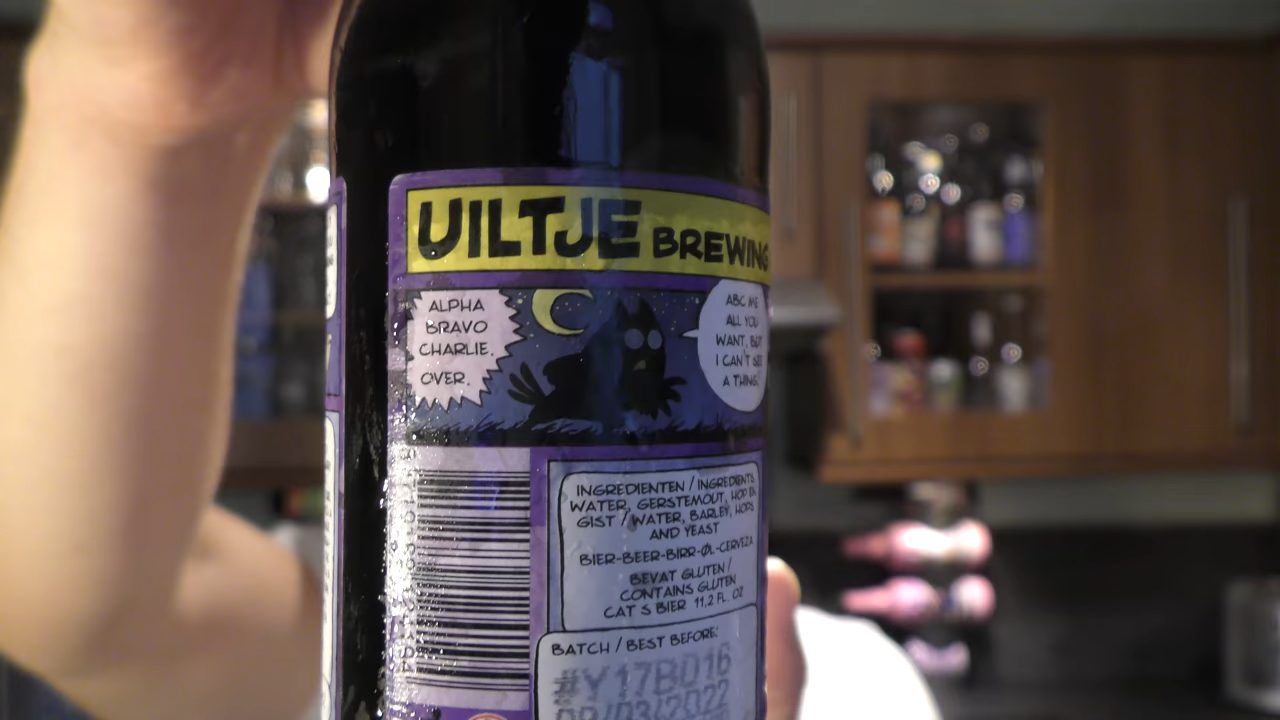 UILTJE BREWING
ALPHA
BRAVO
CHARLIE.
OVER.
ABC ME
ALL YOU
WANT, BUT
I CAN'T SEE
A THING.
INGREDIENTEN / INGREDIENTS
WATER, GERSTEMOUT, HOP EN
GIST / WATER, BARLEY, HOPS
AND YEAST
BIER-BEER-BIRR-ØL-CERVEZA
BEVAT GLUTEN /
CONTAINS GLUTEN
CAT S BIER 11,2 FL. OZ
BATCH / BEST BEFORE:
#Y17B016
/03/2022